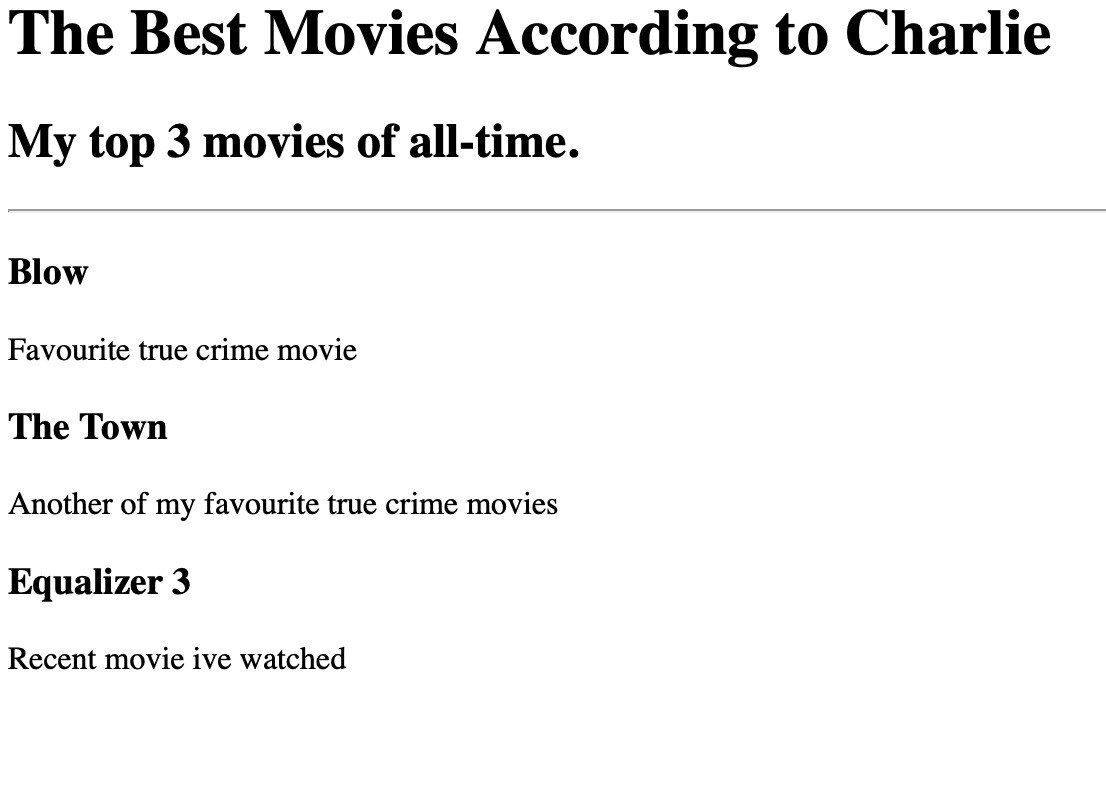 The Best Movies According to Charlie
My top 3 movies of all-time.
Blow
Favourite true crime movie
The Town
Another of my favourite true crime movies
Equalizer 3
Recent movie ive watched